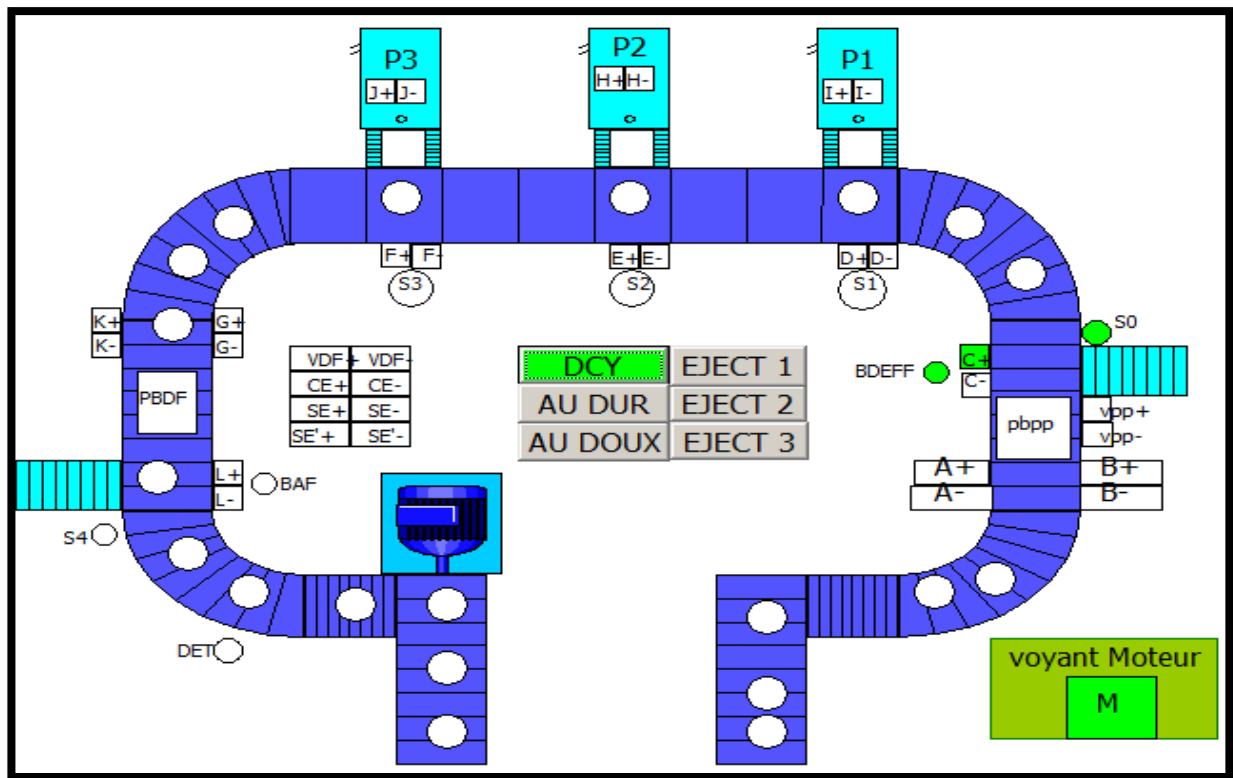 P3 P2 P1
J+ J- H+ H- I+ I-
F+ F- E+ E- D+ D-
S3 S2 S1
K+ G+
K- G-
S0
VDF+ VDF-
CE+ CE-
SE+ SE-
SE'+ SE'-
DCY EJECT 1
AU DUR EJECT 2
AU DOUX EJECT 3
BDEFF C+
C-
PBDF
pbpp vpp+
vpp-
A+ B+
A- B-
L+ BAF
L-
S4
DET
voyant Moteur
M